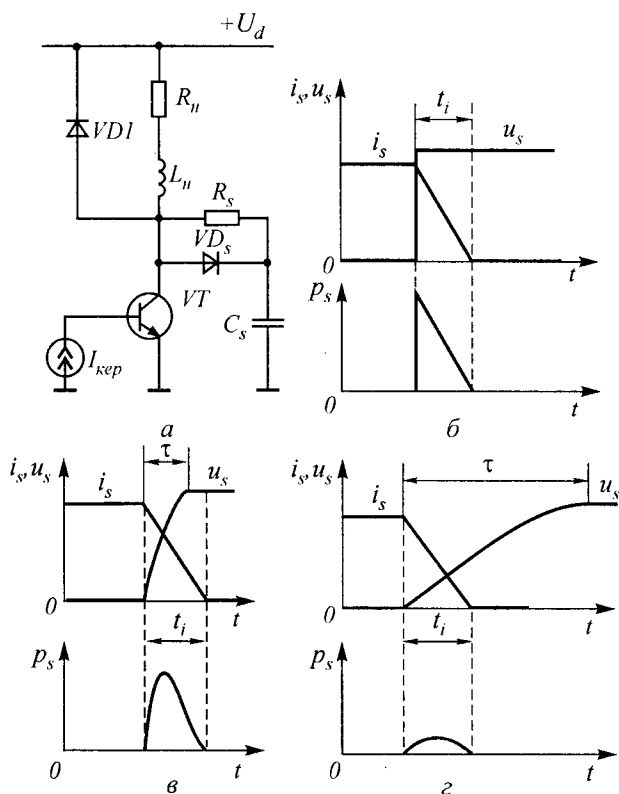 +U_d
R_н
VD1
L_н
R_s
VD_s
VT
C_s
I_кер
а
i_s, u_s
t_i
i_s
u_s
0
t
p_s
0
t
б
i_s, u_s
τ
i_s
u_s
0
t
t_i
p_s
0
t
в
i_s, u_s
τ
i_s
u_s
0
t
t_i
p_s
0
t
г